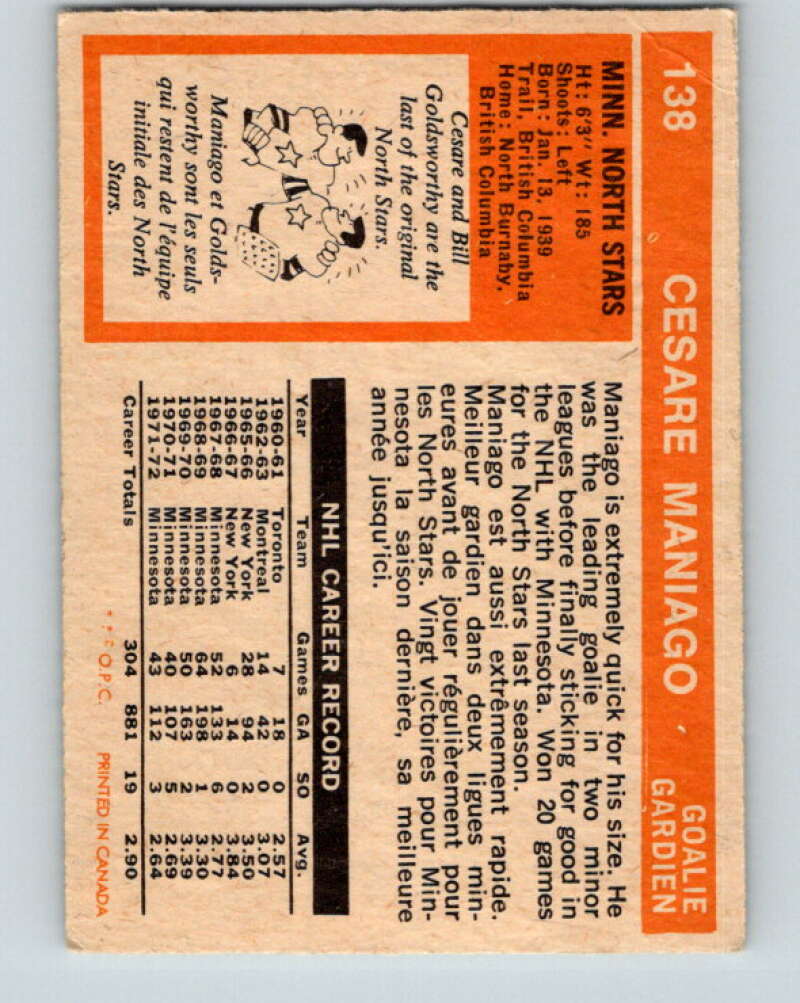 138 CESARE MANIAGO GOALIE
GARDIEN
MINN. NORTH STARS
Ht: 6'3" Wt: 185
Shoots: Left
Born: Jan. 13, 1939
Trail, British Columbia
Home: North Burnaby,
British Columbia
Cesare and Bill
Goldsworthy are the
last of the original
North Stars.
Maniago et Golds-
worthy sont les seuls
qui restent de l'équipe
initiale des North
Stars.
Maniago is extremely quick for his size. He
was the leading goalie in two minor
leagues before finally sticking for good in
the NHL with Minnesota. Won 20 games
for the North Stars last season.
Maniago est aussi extrêmement rapide.
Meilleur gardien dans deux ligues min-
eures avant de jouer régulièrement pour
les North Stars. Vingt victoires pour Min-
nesota la saison dernière, sa meilleure
année jusqu'ici.
NHL CAREER RECORD
Year Team Games GA SO Avg.
1960-61 Toronto 7 18 0 2.57
1962-63 Montreal 14 42 0 3.07
1965-66 New York 28 94 2 3.50
1966-67 New York 6 14 0 3.84
1967-68 Minnesota 52 133 6 2.77
1968-69 Minnesota 64 198 1 3.30
1969-70 Minnesota 50 163 2 3.39
1970-71 Minnesota 40 107 5 2.69
1971-72 Minnesota 43 112 3 2.64
Career Totals 304 881 19 2.90
O.P.C. PRINTED IN CANADA